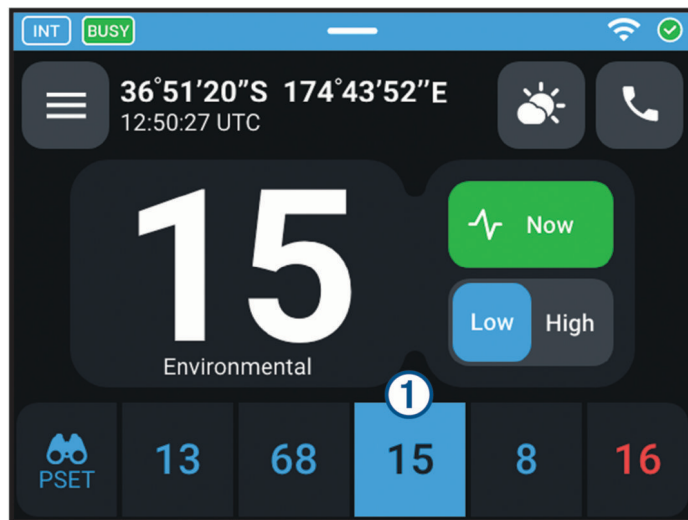 INT BUSY
36°51'20"S 174°43'52''E
12:50:27 UTC
15
Environmental
Now
Low High
1
PSET 13 68 15 8 16